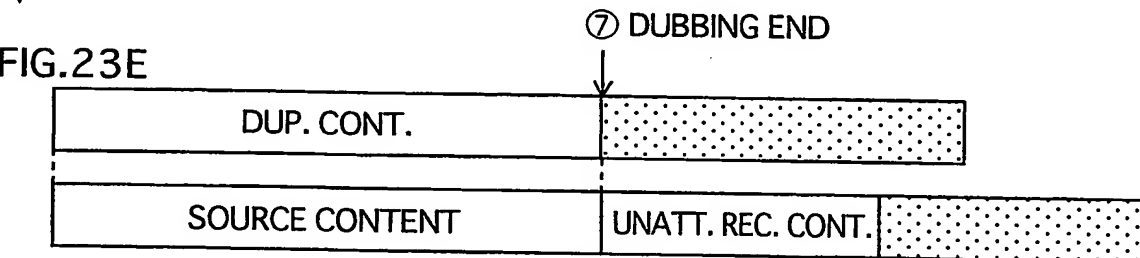 ⑦ DUBBING END
FIG.23E
DUP. CONT.
SOURCE CONTENT
UNATT. REC. CONT.